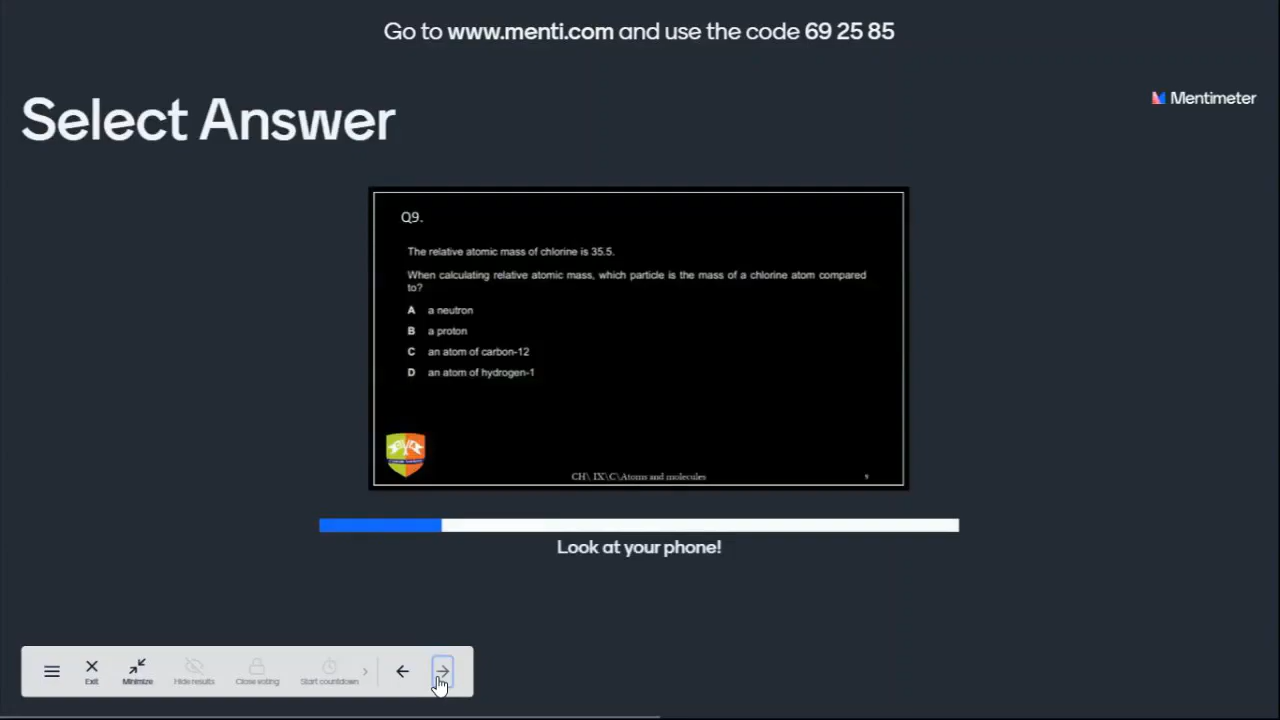 Go to www.menti.com and use the code 69 25 85
Select Answer
Mentimeter
Q9.
The relative atomic mass of chlorine is 35.5.
When calculating relative atomic mass, which particle is the mass of a chlorine atom compared
to?
A a neutron
B a proton
C an atom of carbon-12
D an atom of hydrogen-1
CH\ IX\C\Atoms and molecules
9
Look at your phone!
Exit
Minimize
Hide results
Close voting
Start countdown